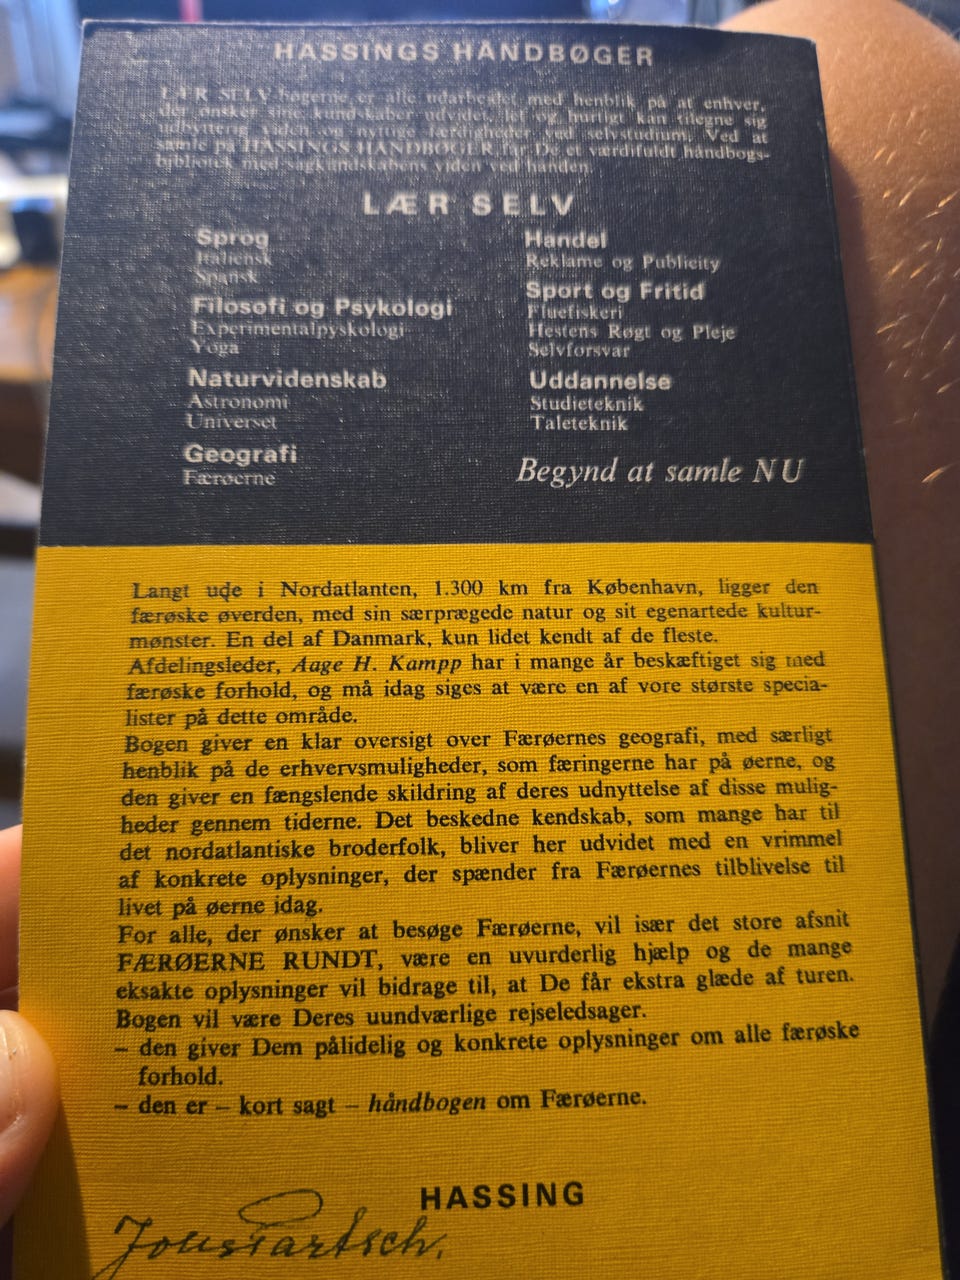 HASSINGS HÅNDBØGER
LÆR SELV-bøgerne er alle udarbejdet med henblik på at enhver,
der ønsker sine kundskaber udvidet, let og hurtigt kan tilegne sig
udbytterig viden og nyttige færdigheder ved selvstudium. Ved at
samle på HASSINGS HÅNDBØGER får De et værdifuldt håndbogs-
bibliotek med sagkundskabens viden ved hånden.
LÆR SELV
Sprog
Italiensk
Spansk
Filosofi og Psykologi
Experimentalpyskologi
Yoga
Naturvidenskab
Astronomi
Universet
Geografi
Færøerne
Handel
Reklame og Publicity
Sport og Fritid
Fluefiskeri
Hestens Røgt og Pleje
Selvforsvar
Uddannelse
Studieteknik
Taleteknik
Begynd at samle NU
Langt ude i Nordatlanten, 1.300 km fra København, ligger den
færøske øverden, med sin særprægede natur og sit egenartede kultur-
mønster. En del af Danmark, kun lidet kendt af de fleste.
Afdelingsleder, Aage H. Kampp har i mange år beskæftiget sig med
færøske forhold, og må idag siges at være en af vore største specia-
lister på dette område.
Bogen giver en klar oversigt over Færøernes geografi, med særligt
henblik på de erhvervsmuligheder, som færingerne har på øerne, og
den giver en fængslende skildring af deres udnyttelse af disse mulig-
heder gennem tiderne. Det beskedne kendskab, som mange har til
det nordatlantiske broderfolk, bliver her udvidet med en vrimmel
af konkrete oplysninger, der spænder fra Færøernes tilblivelse til
livet på øerne idag.
For alle, der ønsker at besøge Færøerne, vil især det store afsnit
FÆRØERNE RUNDT, være en uvurderlig hjælp og de mange
eksakte oplysninger vil bidrage til, at De får ekstra glæde af turen.
Bogen vil være Deres uundværlige rejseledsager.
– den giver Dem pålidelig og konkrete oplysninger om alle færøske
forhold.
– den er – kort sagt – håndbogen om Færøerne.
HASSING